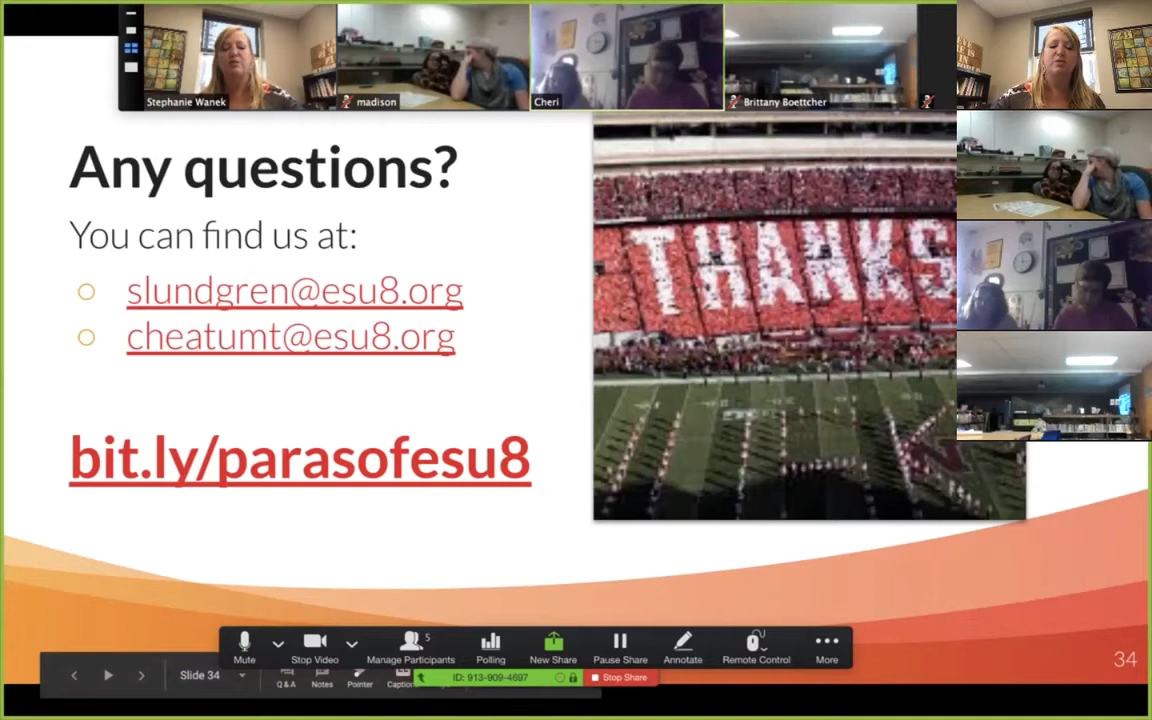 Stephanie Wanek
madison
Cheri
Brittany Boettcher
Any questions?
You can find us at:
slundgren@esu8.org
cheatumt@esu8.org
bit.ly/parasofesu8
THANKS
34
Mute
Stop Video
5
Manage Participants
Polling
New Share
Pause Share
Annotate
Remote Control
More
Slide 34
Q & A
Notes
Pointer
ID: 913-909-4697
Stop Share